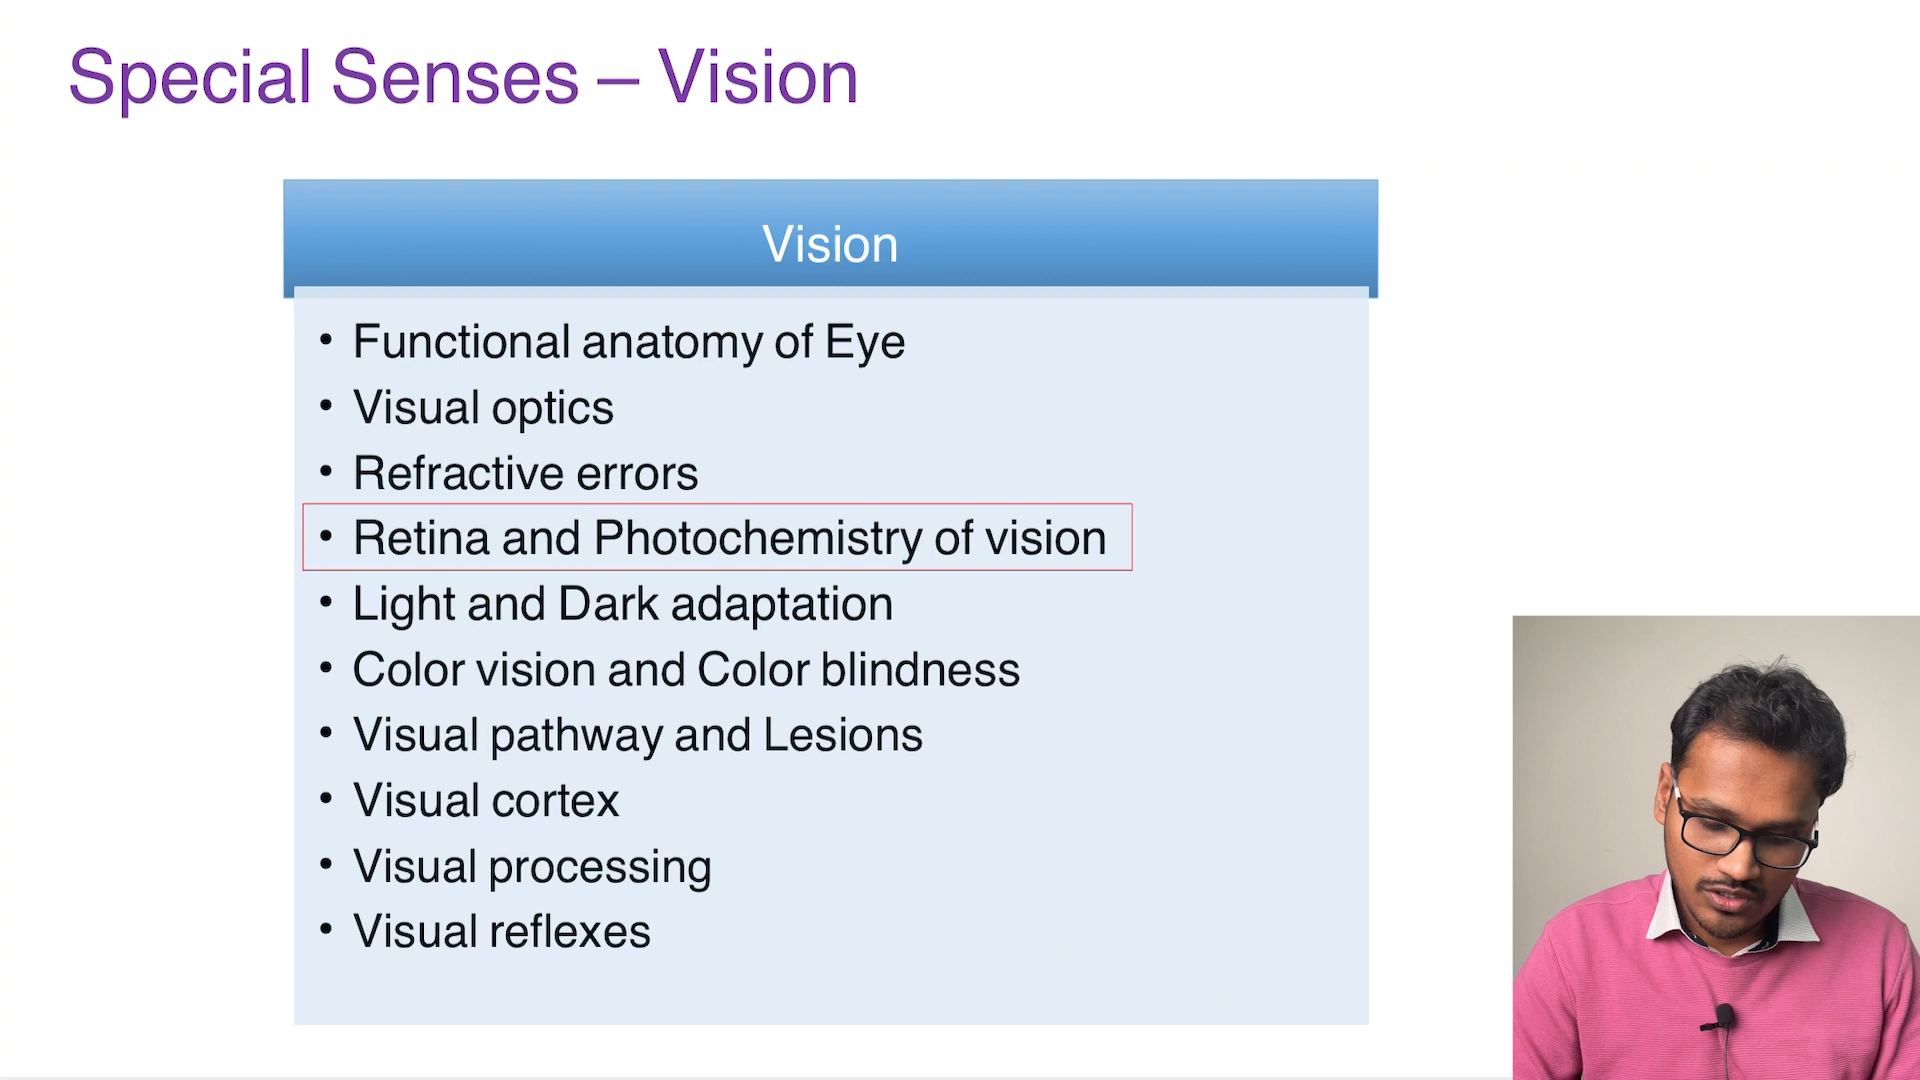 Special Senses – Vision
Vision
• Functional anatomy of Eye
• Visual optics
• Refractive errors
• Retina and Photochemistry of vision
• Light and Dark adaptation
• Color vision and Color blindness
• Visual pathway and Lesions
• Visual cortex
• Visual processing
• Visual reflexes